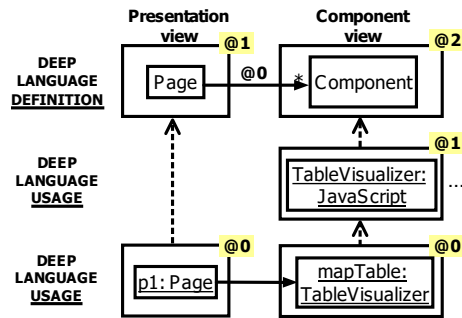 Presentation
view
Component
view
@1
@2
DEEP
LANGUAGE
DEFINITION
Page
@0
*
Component
@1
DEEP
LANGUAGE
USAGE
TableVisualizer:
JavaScript
...
@0
@0
DEEP
LANGUAGE
USAGE
p1: Page
mapTable:
TableVisualizer